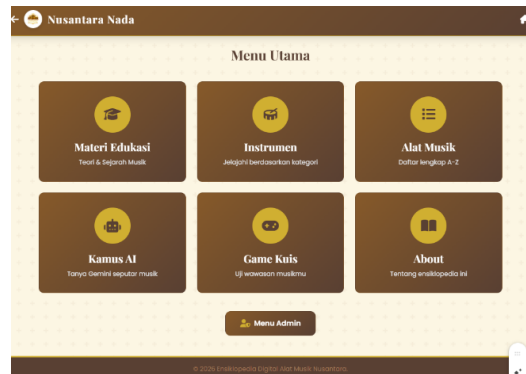 Nusantara Nada
Menu Utama
Materi Edukasi
Teori & Sejarah Musik
Instrumen
Jelajahi berdasarkan kategori
Alat Musik
Daftar lengkap A-Z
Kamus AI
Tanya Gemini seputar musik
Game Kuis
Uji wawasan musikmu
About
Tentang ensiklopedia ini
Menu Admin
© 2026 Ensiklopedia Digital Alat Musik Nusantara